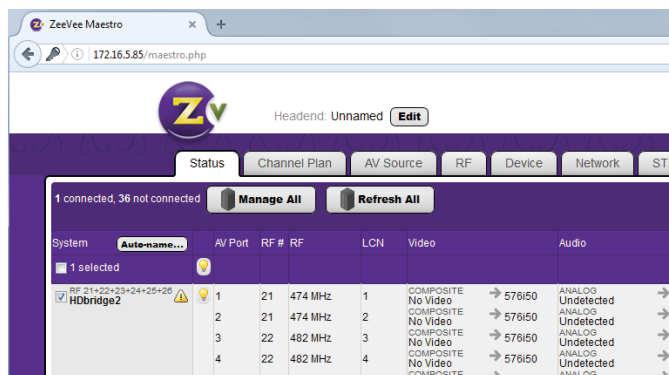 ZeeVee Maestro
172.16.5.85/maestro.php
Zv
Headend: Unnamed Edit
Status Channel Plan AV Source RF Device Network ST
1 connected, 36 not connected Manage All Refresh All
System Auto-name... AV Port RF # RF LCN Video Audio
1 selected
RF 21+22+23+24+25+26
HDbridge2
1 21 474 MHz 1 COMPOSITE No Video 576i50 ANALOG Undetected
2 21 474 MHz 2 COMPOSITE No Video 576i50 ANALOG Undetected
3 22 482 MHz 3 COMPOSITE No Video 576i50 ANALOG Undetected
4 22 482 MHz 4 COMPOSITE No Video 576i50 ANALOG Undetected
COMPOSITE ANALOG